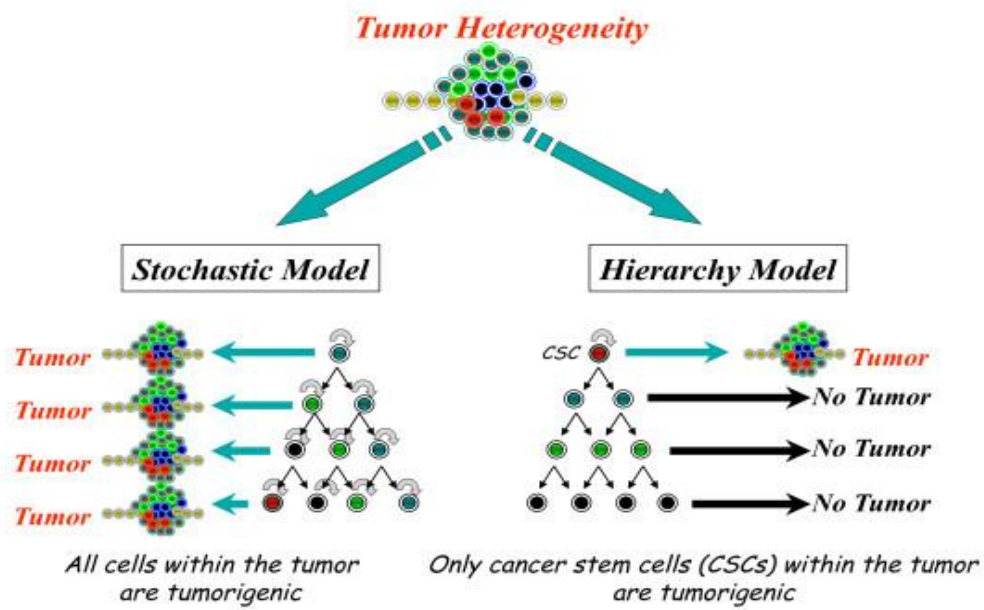 Tumor Heterogeneity
Stochastic Model
Hierarchy Model
Tumor
Tumor
Tumor
Tumor
All cells within the tumor
are tumorigenic
CSC
Tumor
No Tumor
No Tumor
No Tumor
Only cancer stem cells (CSCs) within the tumor
are tumorigenic